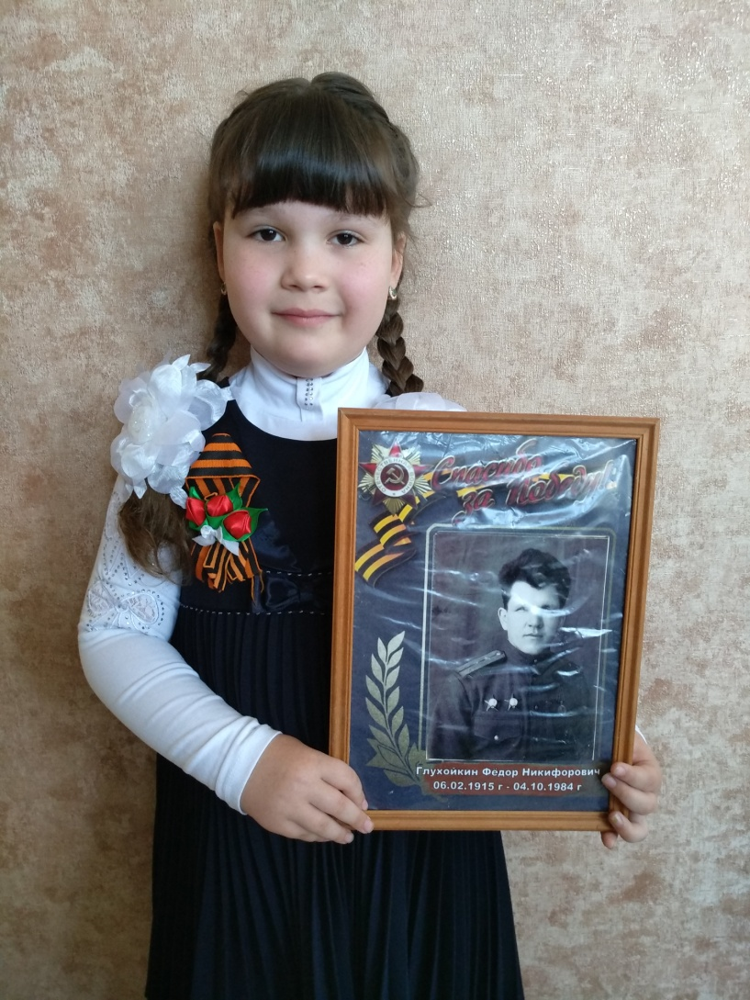 Спасибо
за Победу!
Глухойкин Федор Никифорович
06.02.1915 г - 04.10.1984 г